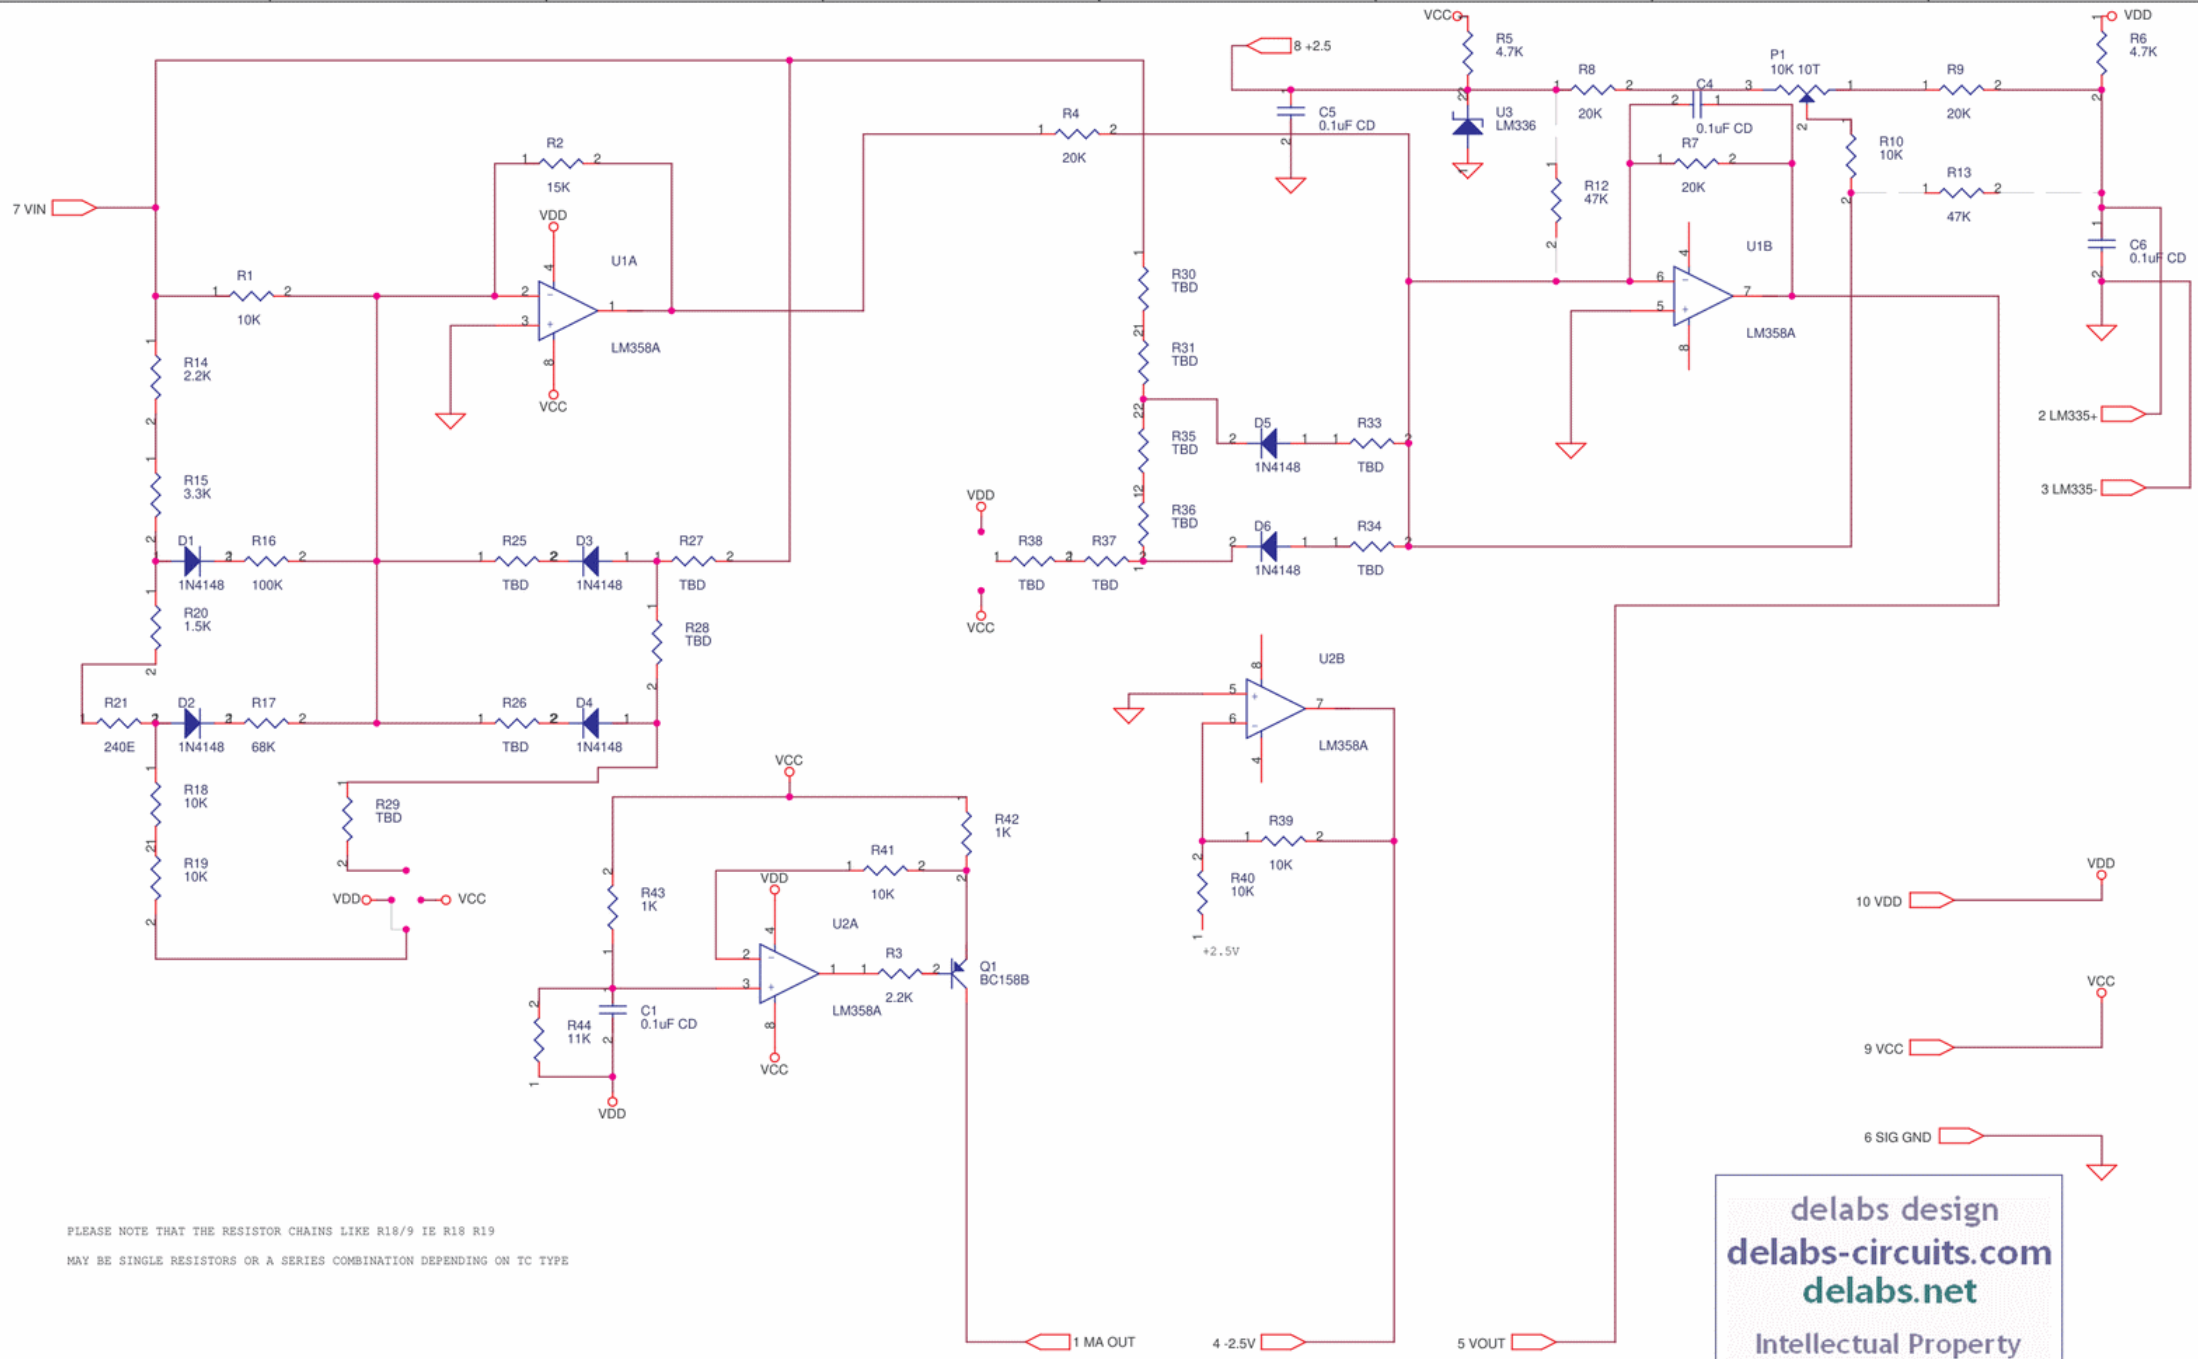 VCC
VDD
8 +2.5
R5
4.7K
R6
4.7K
P1
10K 10T
R8
20K
C4
0.1uF CD
R9
20K
U3
LM336
C5
0.1uF CD
R4
20K
R2
15K
R7
20K
R10
10K
R12
47K
R13
47K
7 VIN
VDD
U1A
LM358A
VCC
R1
10K
U1B
LM358A
C6
0.1uF CD
R30
TBD
R31
TBD
R14
2.2K
R15
3.3K
R35
TBD
R36
TBD
D5
1N4148
R33
TBD
2 LM335+
3 LM335-
VDD
D1
1N4148
R16
100K
R25
TBD
D3
1N4148
R27
TBD
R38
TBD
R37
TBD
D6
1N4148
R34
TBD
VCC
R20
1.5K
R28
TBD
U2B
LM358A
R21
240E
D2
1N4148
R17
68K
R26
TBD
D4
1N4148
R18
10K
R19
10K
R29
TBD
VDD
VCC
VCC
R42
1K
R41
10K
R43
1K
VDD
U2A
LM358A
R3
2.2K
Q1
BC158B
R44
11K
C1
0.1uF CD
VCC
VDD
R39
10K
R40
10K
+2.5V
VDD
10 VDD
VCC
9 VCC
6 SIG GND
PLEASE NOTE THAT THE RESISTOR CHAINS LIKE R18/9 IE R18 R19
MAY BE SINGLE RESISTORS OR A SERIES COMBINATION DEPENDING ON TC TYPE
1 MA OUT
4 -2.5V
5 VOUT
delabs design
delabs-circuits.com
delabs.net
Intellectual Property